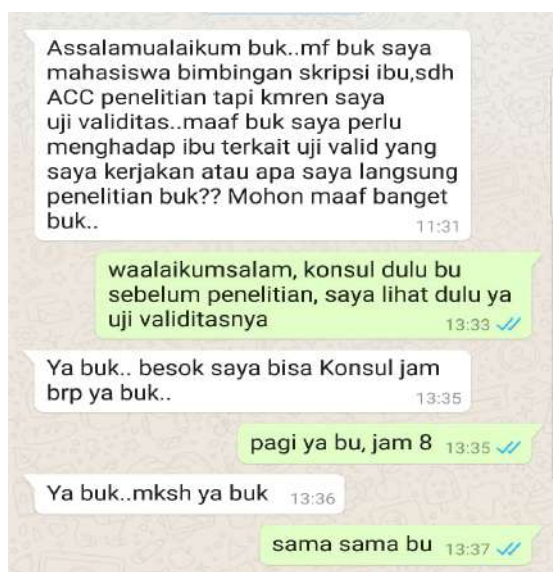 Assalamualaikum buk..mf buk saya
mahasiswa bimbingan skripsi ibu,sdh
ACC penelitian tapi kmren saya
uji validitas..maaf buk saya perlu
menghadap ibu terkait uji valid yang
saya kerjakan atau apa saya langsung
penelitian buk?? Mohon maaf banget
buk.. 11:31
waalaikumsalam, konsul dulu bu
sebelum penelitian, saya lihat dulu ya
uji validitasnya 13:33
Ya buk.. besok saya bisa Konsul jam
brp ya buk.. 13:35
pagi ya bu, jam 8 13:35
Ya buk..mksh ya buk 13:36
sama sama bu 13:37